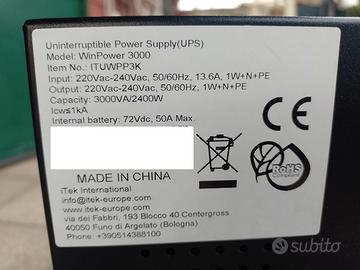 Uninterruptible Power Supply(UPS)
Model: WinPower 3000
Item No.: ITUWPP3K
Input: 220Vac-240Vac, 50/60Hz, 13.6A, 1W+N+PE
Output: 220Vac-240Vac, 50/60Hz, 1W+N+PE
Capacity: 3000VA/2400W
Icw≤1kA
Internal battery: 72Vdc, 50A Max.
MADE IN CHINA
iTek International
info@itek-europe.com
www.itek-europe.com
via dei Fabbri, 193 Blocco 40 Centergross
40050 Funo di Argelato (Bologna)
Phone: +390514388100
RoHS
Compliant
subito